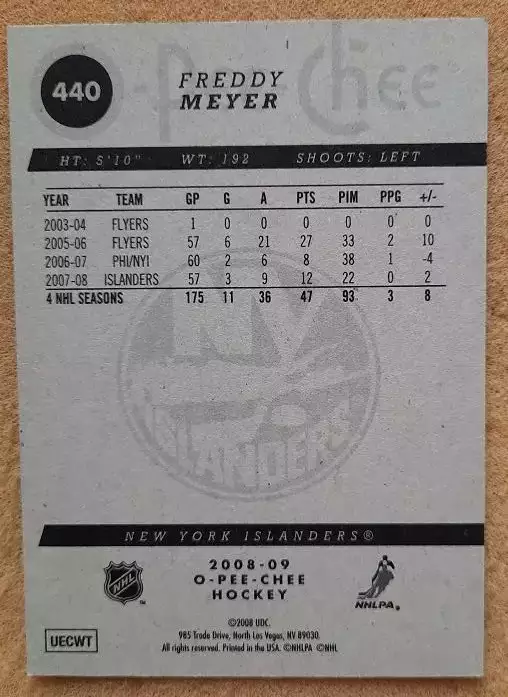 O-Pee-Chee
440
FREDDY
MEYER
HT: 5'10" WT: 192 SHOOTS: LEFT
YEAR TEAM GP G A PTS PIM PPG +/-
2003-04 FLYERS 1 0 0 0 0 0 0
2005-06 FLYERS 57 6 21 27 33 2 10
2006-07 PHI/NYI 60 2 6 8 38 1 -4
2007-08 ISLANDERS 57 3 9 12 22 0 2
4 NHL SEASONS 175 11 36 47 93 3 8
NY
ISLANDERS
NEW YORK ISLANDERS®
NHL
2008-09
O-PEE-CHEE
HOCKEY
NHLPA®
©2008 UDC.
985 Trade Drive, North Las Vegas, NV 89030.
All rights reserved. Printed in the USA. ©NHLPA ©NHL
UECWT